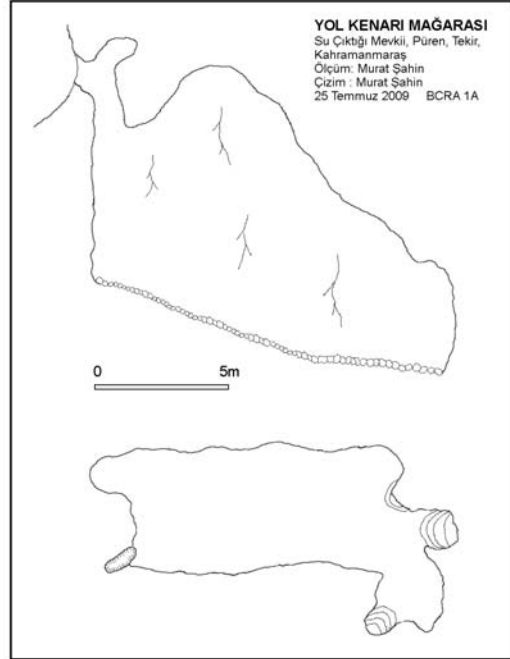 YOL KENARI MAĞARASI
Su Çıktığı Mevkii, Püren, Tekir,
Kahramanmaraş
Ölçüm: Murat Şahin
Çizim : Murat Şahin
25 Temmuz 2009 BCRA 1A
0 5m